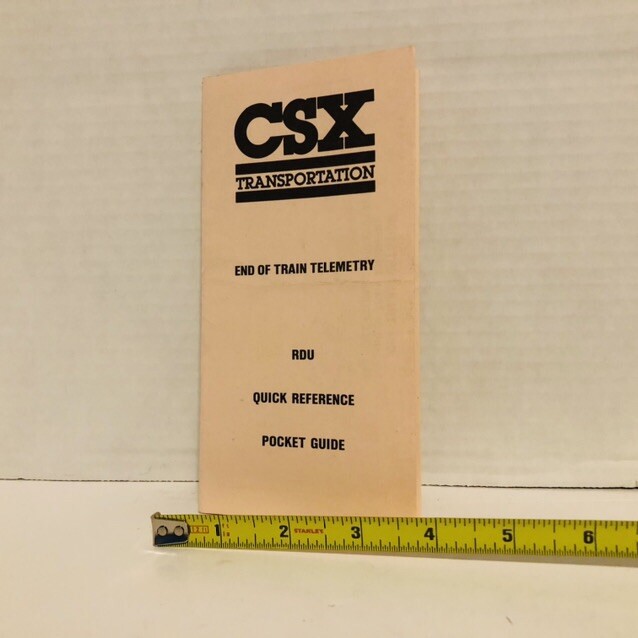 CSX
TRANSPORTATION
END OF TRAIN TELEMETRY
RDU
QUICK REFERENCE
POCKET GUIDE
1 2 STANLEY 3 4 5 6